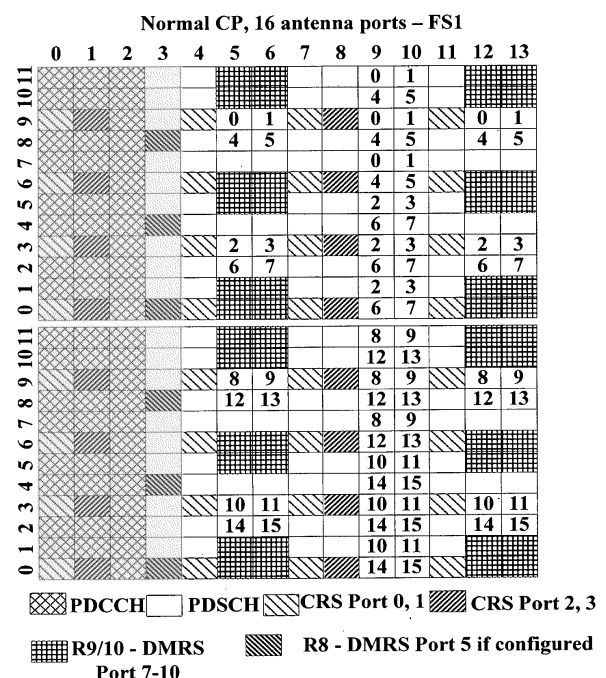 Normal CP, 16 antenna ports – FS1
0 1 2 3 4 5 6 7 8 9 10 11 12 13
11 0 1
10 4 5
9 0 1 0 1 0 1
8 4 5 4 5 4 5
7 0 1
6 4 5
5 2 3
4 6 7
3 2 3 2 3 2 3
2 6 7 6 7 6 7
1 2 3
0 6 7
11 8 9
10 12 13
9 8 9 8 9 8 9
8 12 13 12 13 12 13
7 8 9
6 12 13
5 10 11
4 14 15
3 10 11 10 11 10 11
2 14 15 14 15 14 15
1 10 11
0 14 15
PDCCH PDSCH CRS Port 0, 1 CRS Port 2, 3
R9/10 - DMRS R8 - DMRS Port 5 if configured
Port 7-10